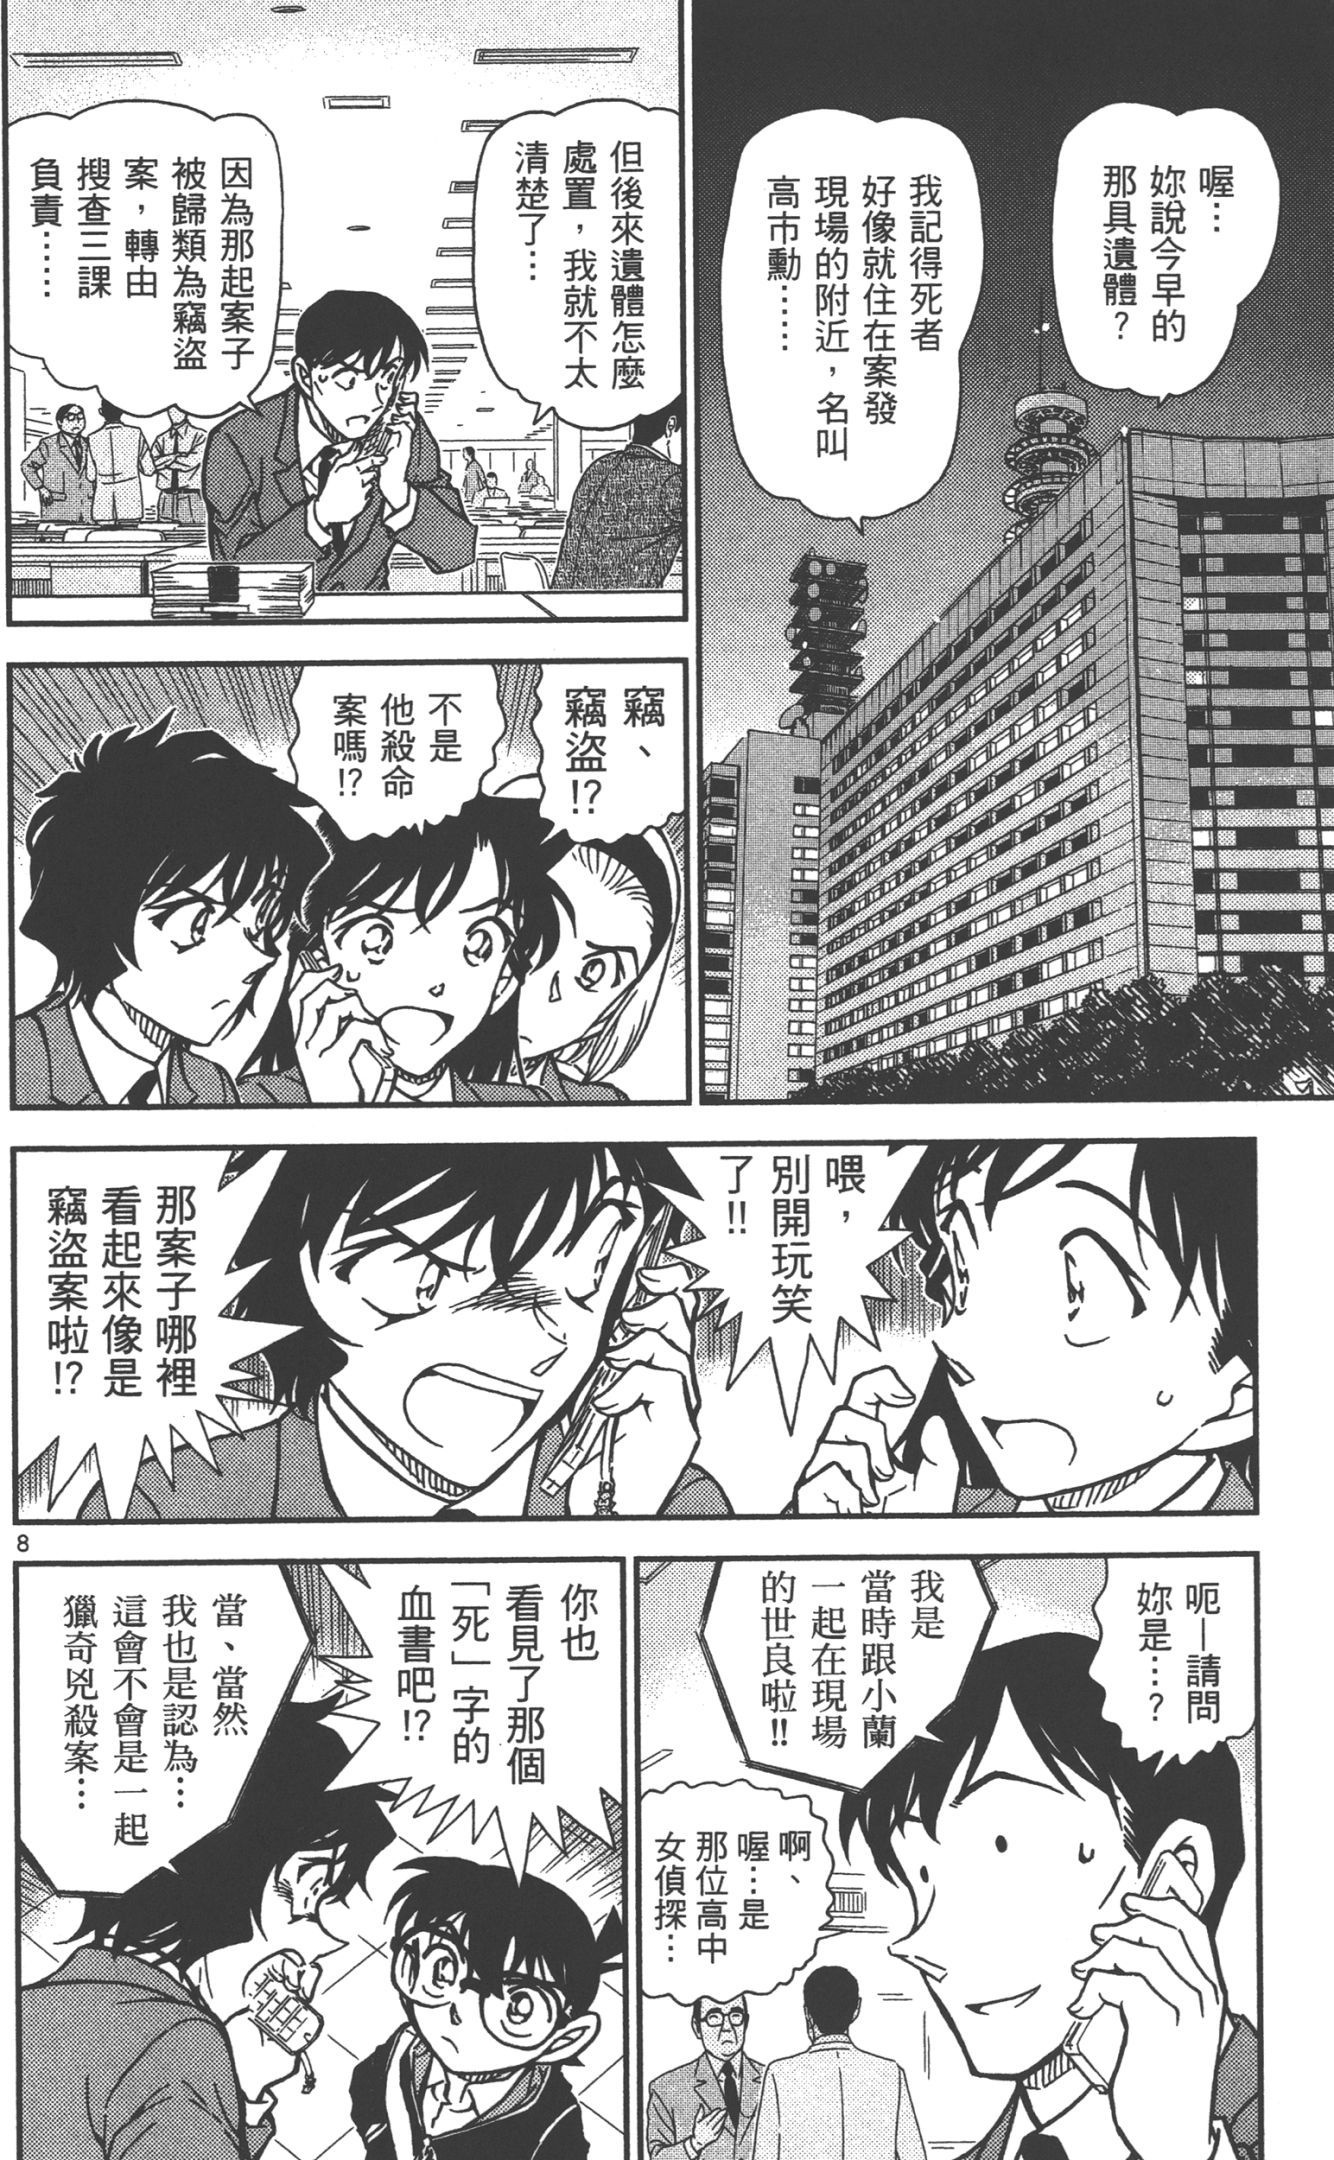 喔⋯
妳說今早的
那具遺體？
我記得死者
好像就住在案發
現場的附近，名叫
高市勳⋯⋯
但後來遺體怎麼
處置，我就不太
清楚了⋯
因為那起案子
被歸類為竊盜
案，轉由
搜查三課
負責⋯⋯
竊、
竊盜!?
不是
他殺命
案嗎!?
喂，
別開玩笑
了!!
那案子哪裡
看起來像是
竊盜案啦!?
呃—請問
妳是⋯?
我是
當時跟小蘭
一起在現場
的世良啦!!
啊、
喔⋯是
那位高中
女偵探⋯
你也
看見了那個
「死」字的
血書吧!?
當、當然
我也是認為⋯
這會不會是一起
獵奇兇殺案⋯
8